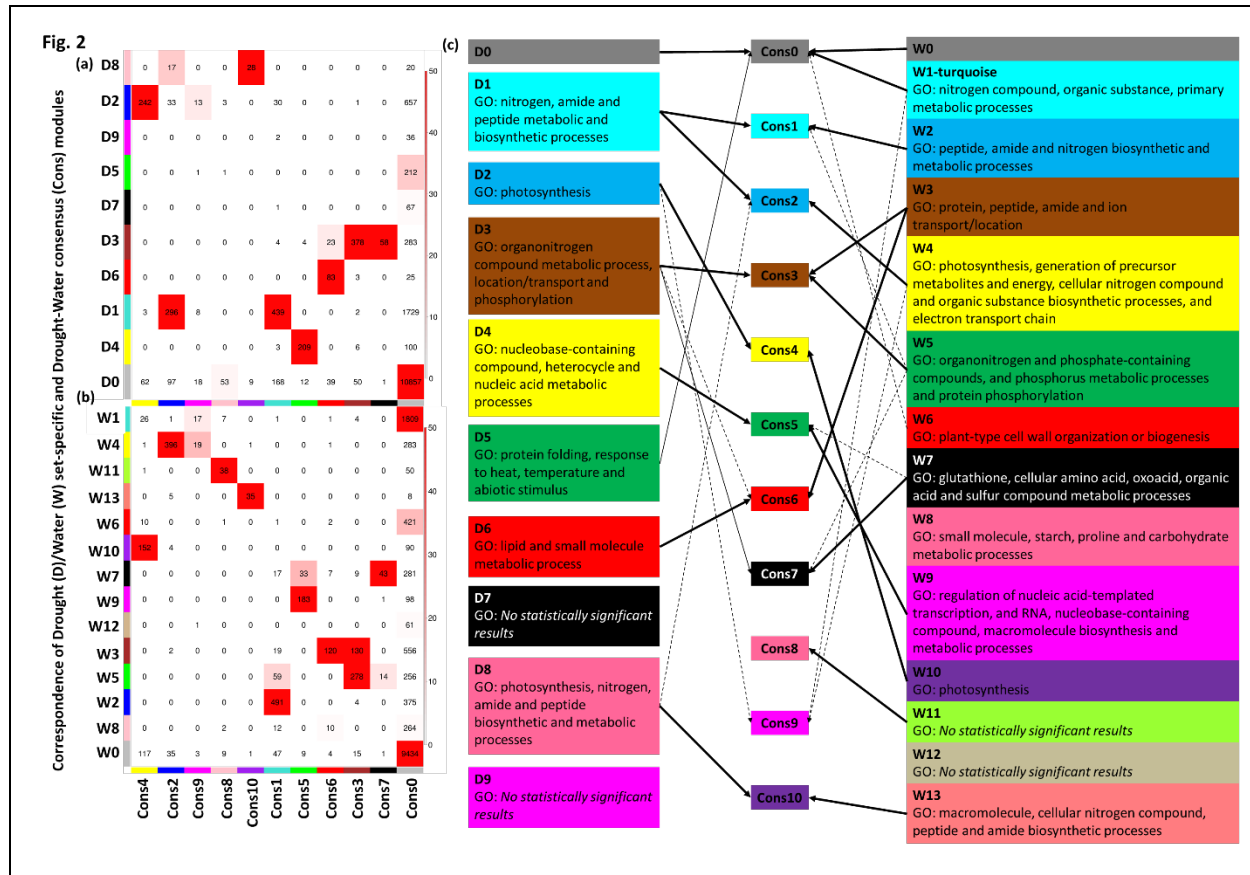 Fig. 2
(a)
(b)
(c)
Correspondence of Drought (D)/Water (W) set-specific and Drought-Water consensus (Cons) modules
D8 0 17 0 0 28 0 0 0 0 0 20
D2 242 33 13 3 0 30 0 0 1 0 657
D9 0 0 0 0 0 2 0 0 0 0 36
D5 0 0 1 1 0 0 0 0 0 0 212
D7 0 0 0 0 0 1 0 0 0 0 67
D3 0 0 0 0 0 5 4 23 378 59 283
D6 0 0 0 0 0 0 0 83 3 0 25
D1 3 296 8 0 0 439 0 0 2 0 1729
D4 0 0 0 0 0 3 209 0 6 0 100
D0 62 97 18 53 9 168 12 39 50 1 10857
50
40
30
20
10
0
W1 26 1 17 7 0 1 0 1 4 0 1809
W4 1 396 19 0 1 0 0 1 0 0 283
W11 1 0 0 38 0 0 0 0 0 0 50
W13 0 5 0 0 35 0 0 0 0 0 8
W6 10 0 0 1 0 1 0 2 0 0 421
W10 152 4 0 0 0 0 0 0 0 0 90
W7 0 0 0 0 0 17 33 7 9 43 281
W9 0 0 0 0 0 0 183 0 0 1 98
W12 0 0 1 0 0 0 0 0 0 0 61
W3 0 2 0 0 0 19 0 120 556
W5 0 0 0 0 0 59 0 0 278 14 256
W2 0 0 0 0 0 491 0 0 4 0 375
W8 0 0 0 2 0 12 0 10 0 0 264
W0 117 35 3 9 1 47 9 4 15 1
50
40
30
20
10
0
Cons4 Cons2 Cons9 Cons8 Cons10 Cons1 Cons5 Cons6 Cons3 Cons7 Cons0
D0
D1
GO: nitrogen, amide and
peptide metabolic and
biosynthetic processes
D2
GO: photosynthesis
D3
GO: organonitrogen
compound metabolic process,
location/transport and
phosphorylation
D4
GO: nucleobase-containing
compound, heterocycle and
nucleic acid metabolic
processes
D5
GO: protein folding, response
to heat, temperature and
abiotic stimulus
D6
GO: lipid and small molecule
metabolic process
D7
GO: No statistically significant
results
D8
GO: photosynthesis, nitrogen,
amide and peptide
biosynthetic and metabolic
processes
D9
GO: No statistically significant
results
Cons0
Cons1
Cons2
Cons3
Cons4
Cons5
Cons6
Cons7
Cons8
Cons9
Cons10
W0
W1-turquoise
GO: nitrogen compound, organic substance, primary
metabolic processes
W2
GO: peptide, amide and nitrogen biosynthetic and
metabolic processes
W3
GO: protein, peptide, amide and ion
transport/location
W4
GO: photosynthesis, generation of precursor
metabolites and energy, cellular nitrogen compound
and organic substance biosynthetic processes, and
electron transport chain
W5
GO: organonitrogen and phosphate-containing
compounds, and phosphorus metabolic processes
and protein phosphorylation
W6
GO: plant-type cell wall organization or biogenesis
W7
GO: glutathione, cellular amino acid, oxoacid, organic
acid and sulfur compound metabolic processes
W8
GO: small molecule, starch, proline and carbohydrate
metabolic processes
W9
GO: regulation of nucleic acid-templated
transcription, and RNA, nucleobase-containing
compound, macromolecule biosynthesis and
metabolic processes
W10
GO: photosynthesis
W11
GO: No statistically significant results
W12
GO: No statistically significant results
W13
GO: macromolecule, cellular nitrogen compound,
peptide and amide biosynthetic processes